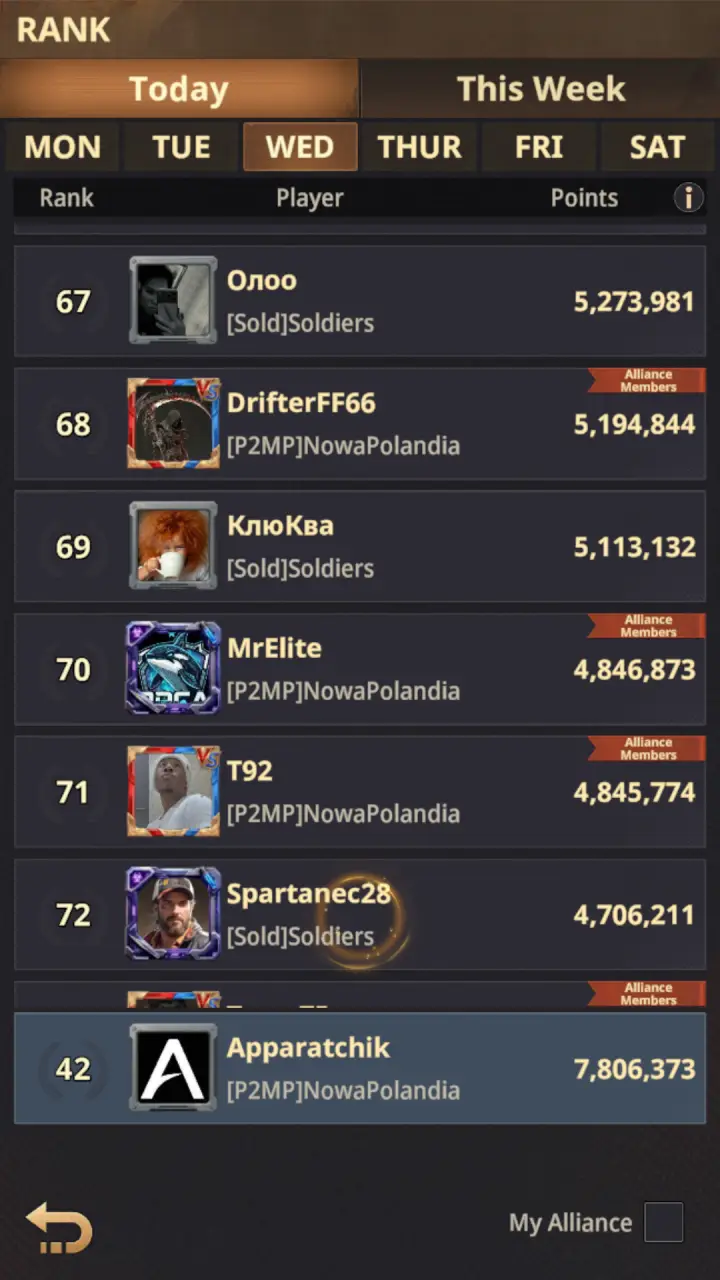 RANK
Today
This Week
MON TUE WED THUR FRI SAT
Rank Player Points i
67 Олоо 5,273,981
[Sold]Soldiers
Alliance Members
68 DrifterFF66 5,194,844
[P2MP]NowaPolandia
69 КлюКва 5,113,132
[Sold]Soldiers
Alliance Members
70 MrElite 4,846,873
[P2MP]NowaPolandia
Alliance Members
71 T92 4,845,774
[P2MP]NowaPolandia
72 Spartanec28 4,706,211
[Sold]Soldiers
Alliance Members
42 Apparatchik 7,806,373
[P2MP]NowaPolandia
My Alliance